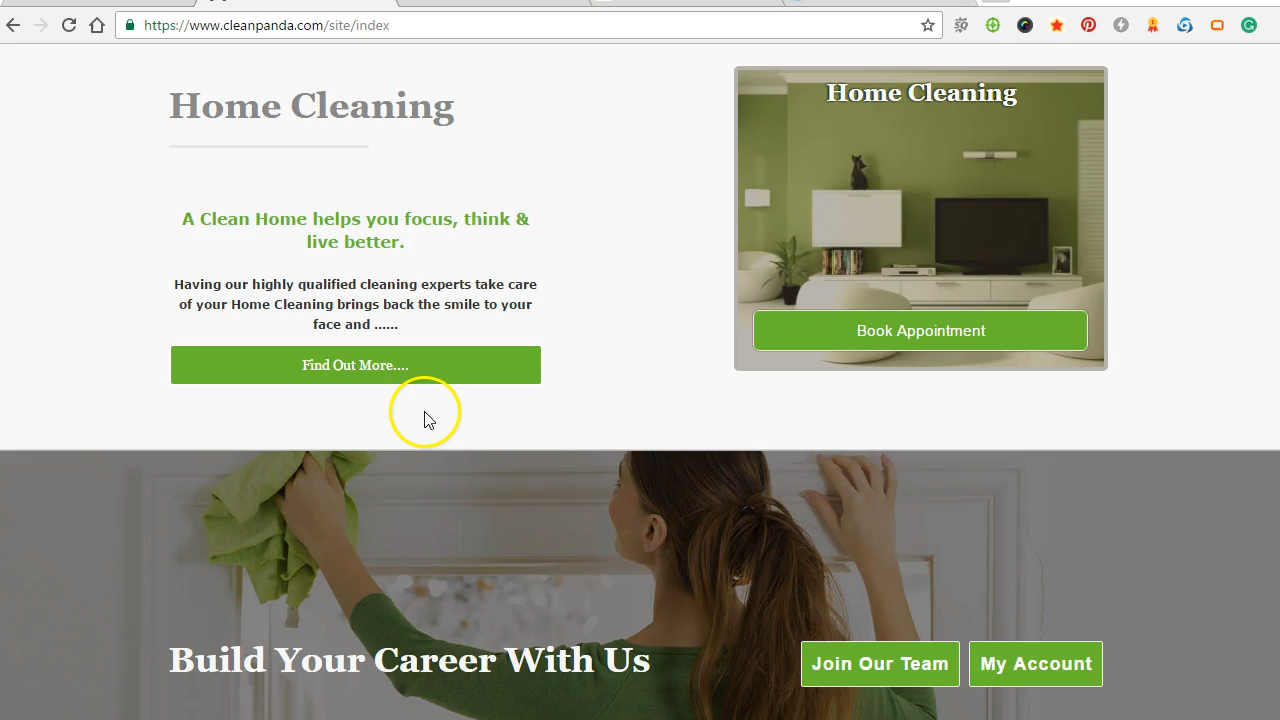 https://www.cleanpanda.com/site/index
Home Cleaning
A Clean Home helps you focus, think &
live better.
Having our highly qualified cleaning experts take care
of your Home Cleaning brings back the smile to your
face and ......
Find Out More....
Home Cleaning
Book Appointment
Build Your Career With Us
Join Our Team
My Account